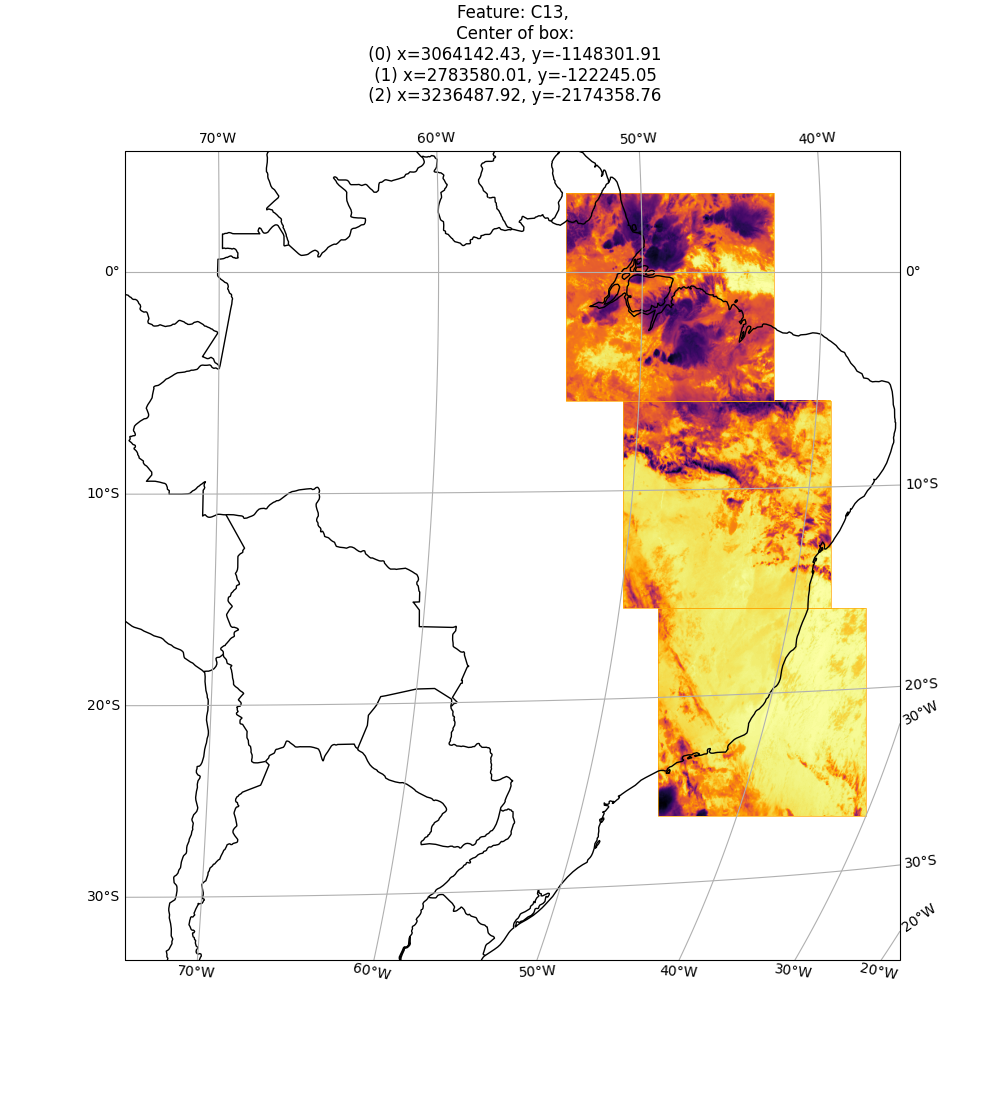 Feature: C13,
Center of box:
(0) x=3064142.43, y=-1148301.91
(1) x=2783580.01, y=-122245.05
(2) x=3236487.92, y=-2174358.76
70°W 60°W 50°W 40°W
0° 0°
10°S 10°S
20°S 20°S
30°W
30°S 30°S
20°W
70°W 60°W 50°W 40°W 30°W 20°W